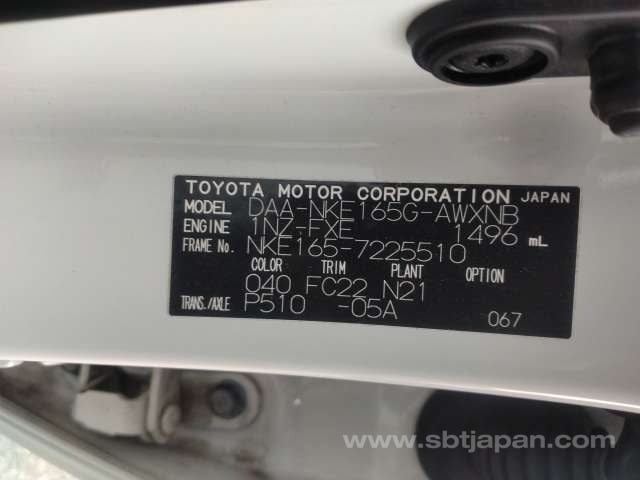 TOYOTA MOTOR CORPORATION JAPAN
MODEL DAA-NKE165G-AWXNB
ENGINE 1NZ-FXE 1496 mL
FRAME No. NKE165-7225510
COLOR TRIM PLANT OPTION
040 FC22 N21
TRANS./AXLE P510 -05A 067
www.sbtjapan.com